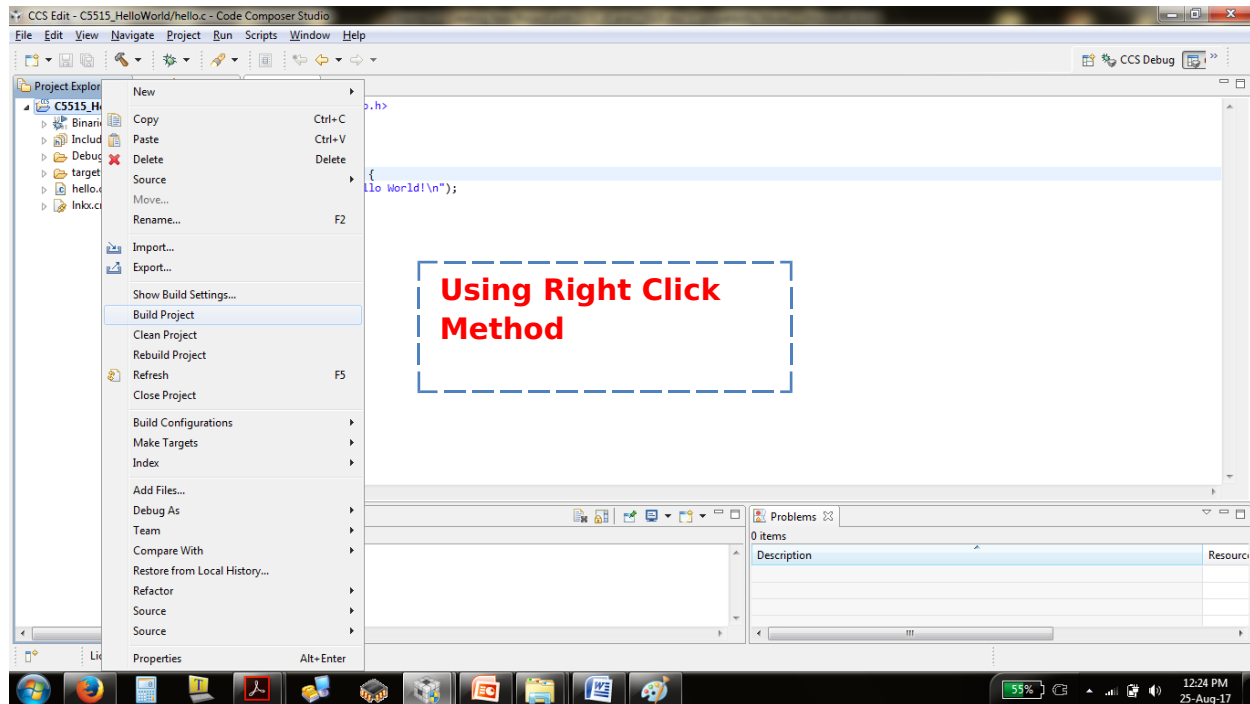 CCS Edit - C5515_HelloWorld/hello.c - Code Composer Studio
File Edit View Navigate Project Run Scripts Window Help
CCS Debug
Project Explor
C5515_H
Binari
Includ
Debug
target
hello.c
lnkx.c
New
Copy Ctrl+C
Paste Ctrl+V
Delete Delete
Source
Move...
Rename... F2
Import...
Export...
Show Build Settings...
Build Project
Clean Project
Rebuild Project
Refresh F5
Close Project
Build Configurations
Make Targets
Index
Add Files...
Debug As
Team
Compare With
Restore from Local History...
Refactor
Source
Source
Properties Alt+Enter
o.h>
{
llo World!\n");
Using Right Click
Method
Problems
0 items
Description Resourc
Lic
55%
12:24 PM
25-Aug-17